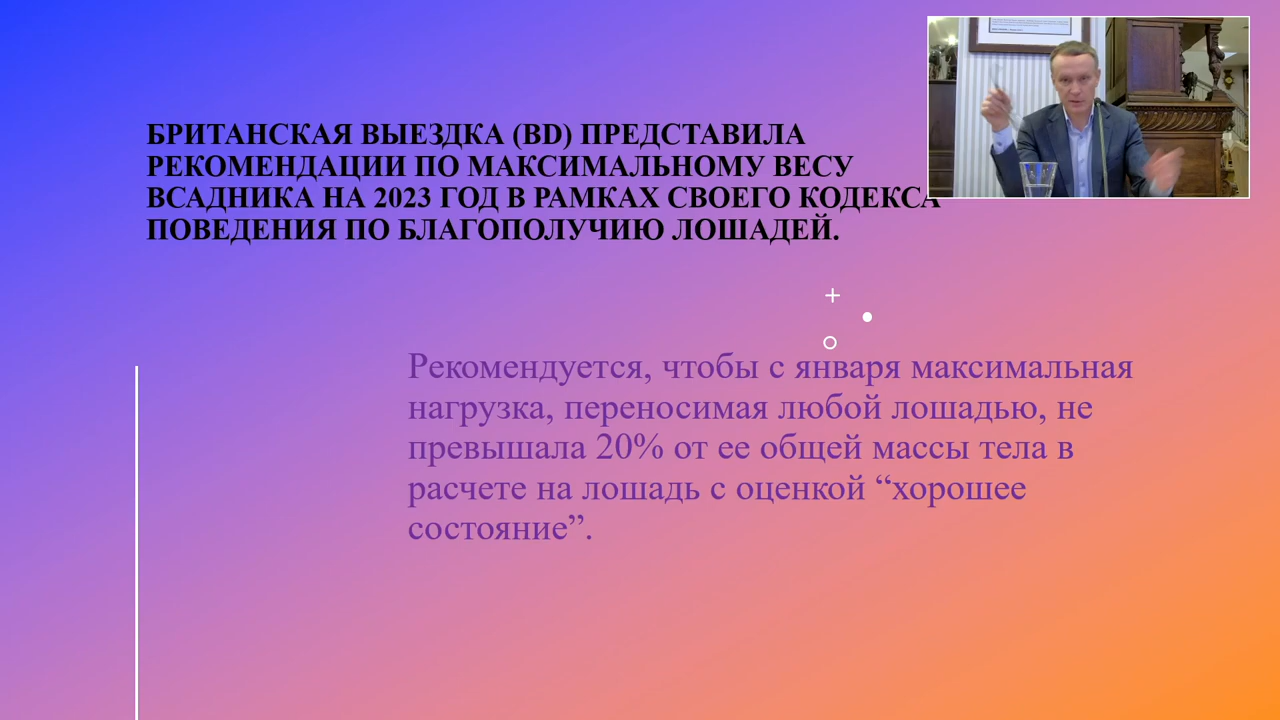 БРИТАНСКАЯ ВЫЕЗДКА (BD) ПРЕДСТАВИЛА
РЕКОМЕНДАЦИИ ПО МАКСИМАЛЬНОМУ ВЕСУ
ВСАДНИКА НА 2023 ГОД В РАМКАХ СВОЕГО КОДЕКСА
ПОВЕДЕНИЯ ПО БЛАГОПОЛУЧИЮ ЛОШАДЕЙ.
Рекомендуется, чтобы с января максимальная
нагрузка, переносимая любой лошадью, не
превышала 20% от ее общей массы тела в
расчете на лошадь с оценкой “хорошее
состояние”.